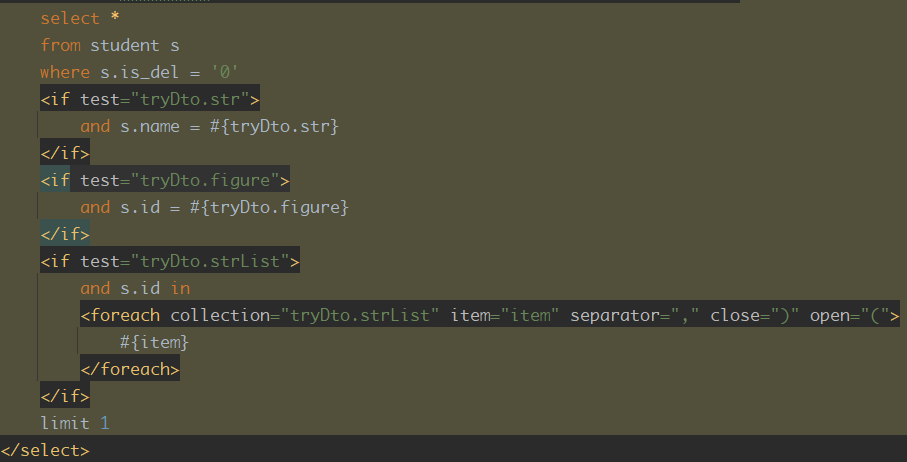 select *
from student s
where s.is_del = '0'
<if test="tryDto.str">
and s.name = #{tryDto.str}
</if>
<if test="tryDto.figure">
and s.id = #{tryDto.figure}
</if>
<if test="tryDto.strList">
and s.id in
<foreach collection="tryDto.strList" item="item" separator="," close=")" open="(">
#{item}
</foreach>
</if>
limit 1
</select>